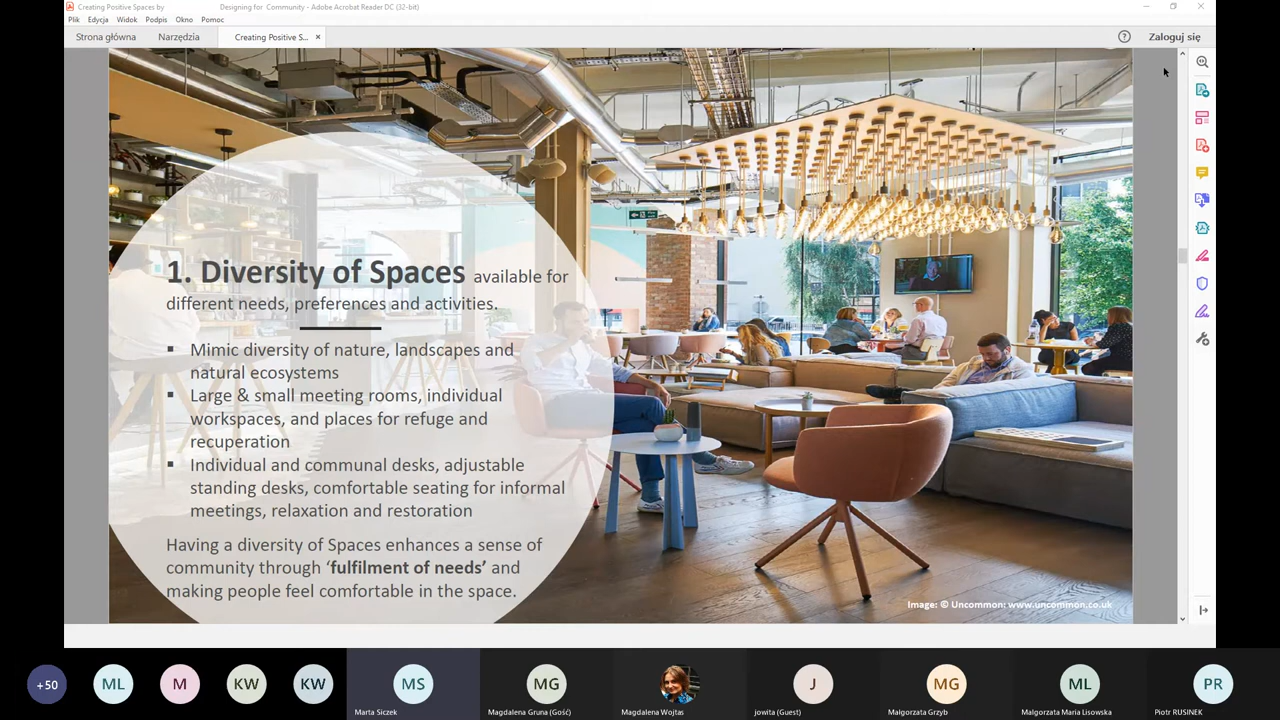 Creating Positive Spaces by Designing for Community - Adobe Acrobat Reader DC (32-bit)
Plik Edycja Widok Podpis Okno Pomoc
Strona główna Narzędzia Creating Positive S... × Zaloguj się
1. Diversity of Spaces available for
different needs, preferences and activities.
▪ Mimic diversity of nature, landscapes and
natural ecosystems
▪ Large & small meeting rooms, individual
workspaces, and places for refuge and
recuperation
▪ Individual and communal desks, adjustable
standing desks, comfortable seating for informal
meetings, relaxation and restoration
Having a diversity of Spaces enhances a sense of
community through ‘fulfilment of needs’ and
making people feel comfortable in the space.
Image: © Uncommon: www.uncommon.co.uk
+50 ML M KW KW MS MG J MG ML PR
Marta Siczek Magdalena Gruna (Gość) Magdalena Wojtas jowita (Guest) Malgorzata Grzyb Malgorzata Maria Lisowska Piotr RUSINEK